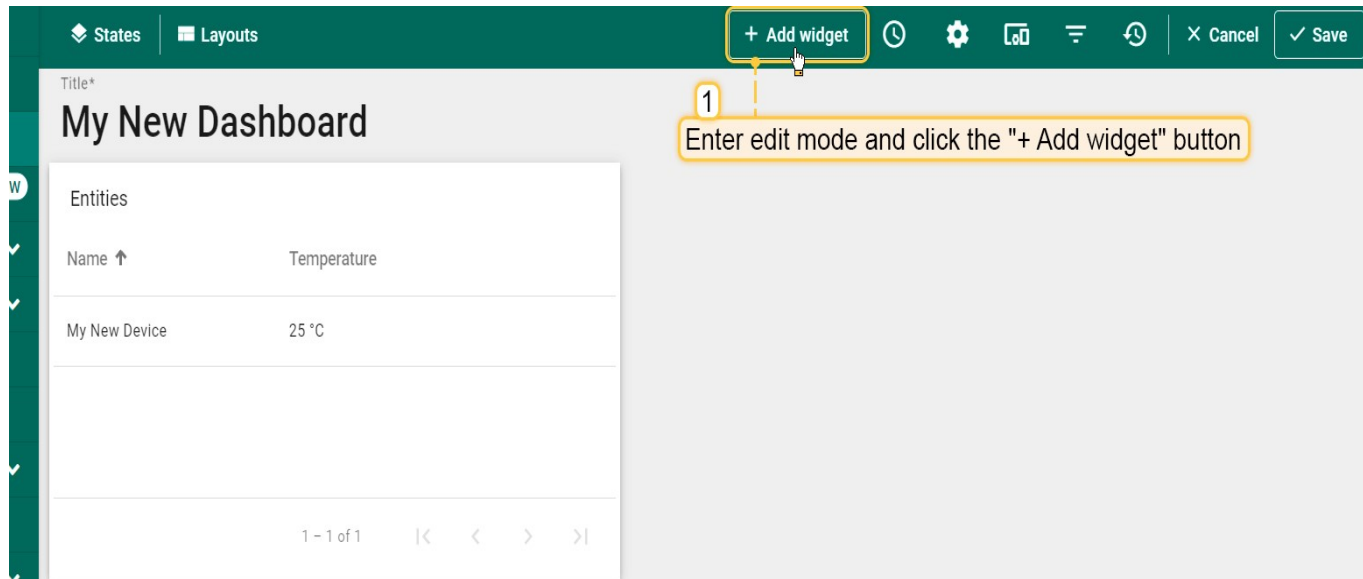 States Layouts + Add widget Cancel Save
Title*
My New Dashboard
1
Enter edit mode and click the "+ Add widget" button
W
Entities
Name Temperature
My New Device 25 °C
1 – 1 of 1